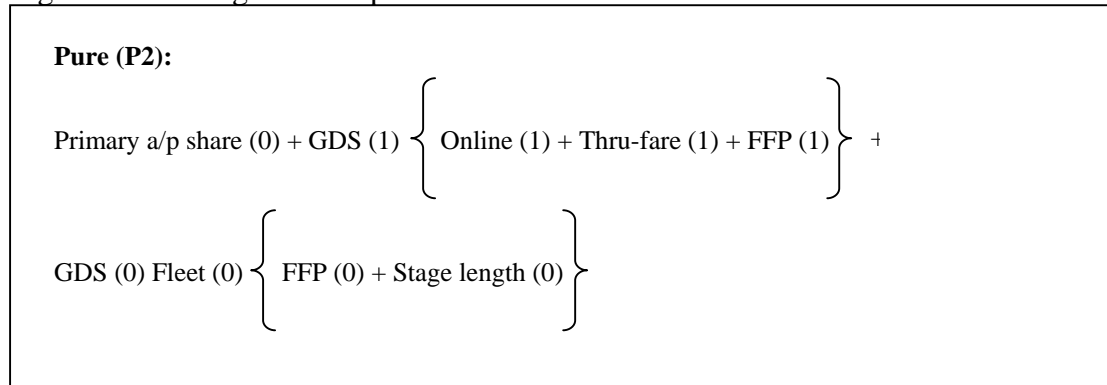 Pure (P2):
Primary a/p share (0) + GDS (1) { Online (1) + Thru-fare (1) + FFP (1) } +
GDS (0) Fleet (0) { FFP (0) + Stage length (0) }